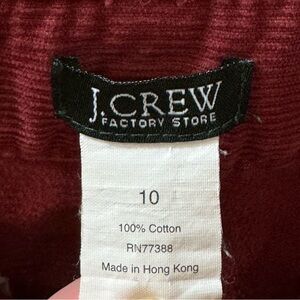 J.CREW
FACTORY STORE
10
100% Cotton
RN77388
Made in Hong Kong